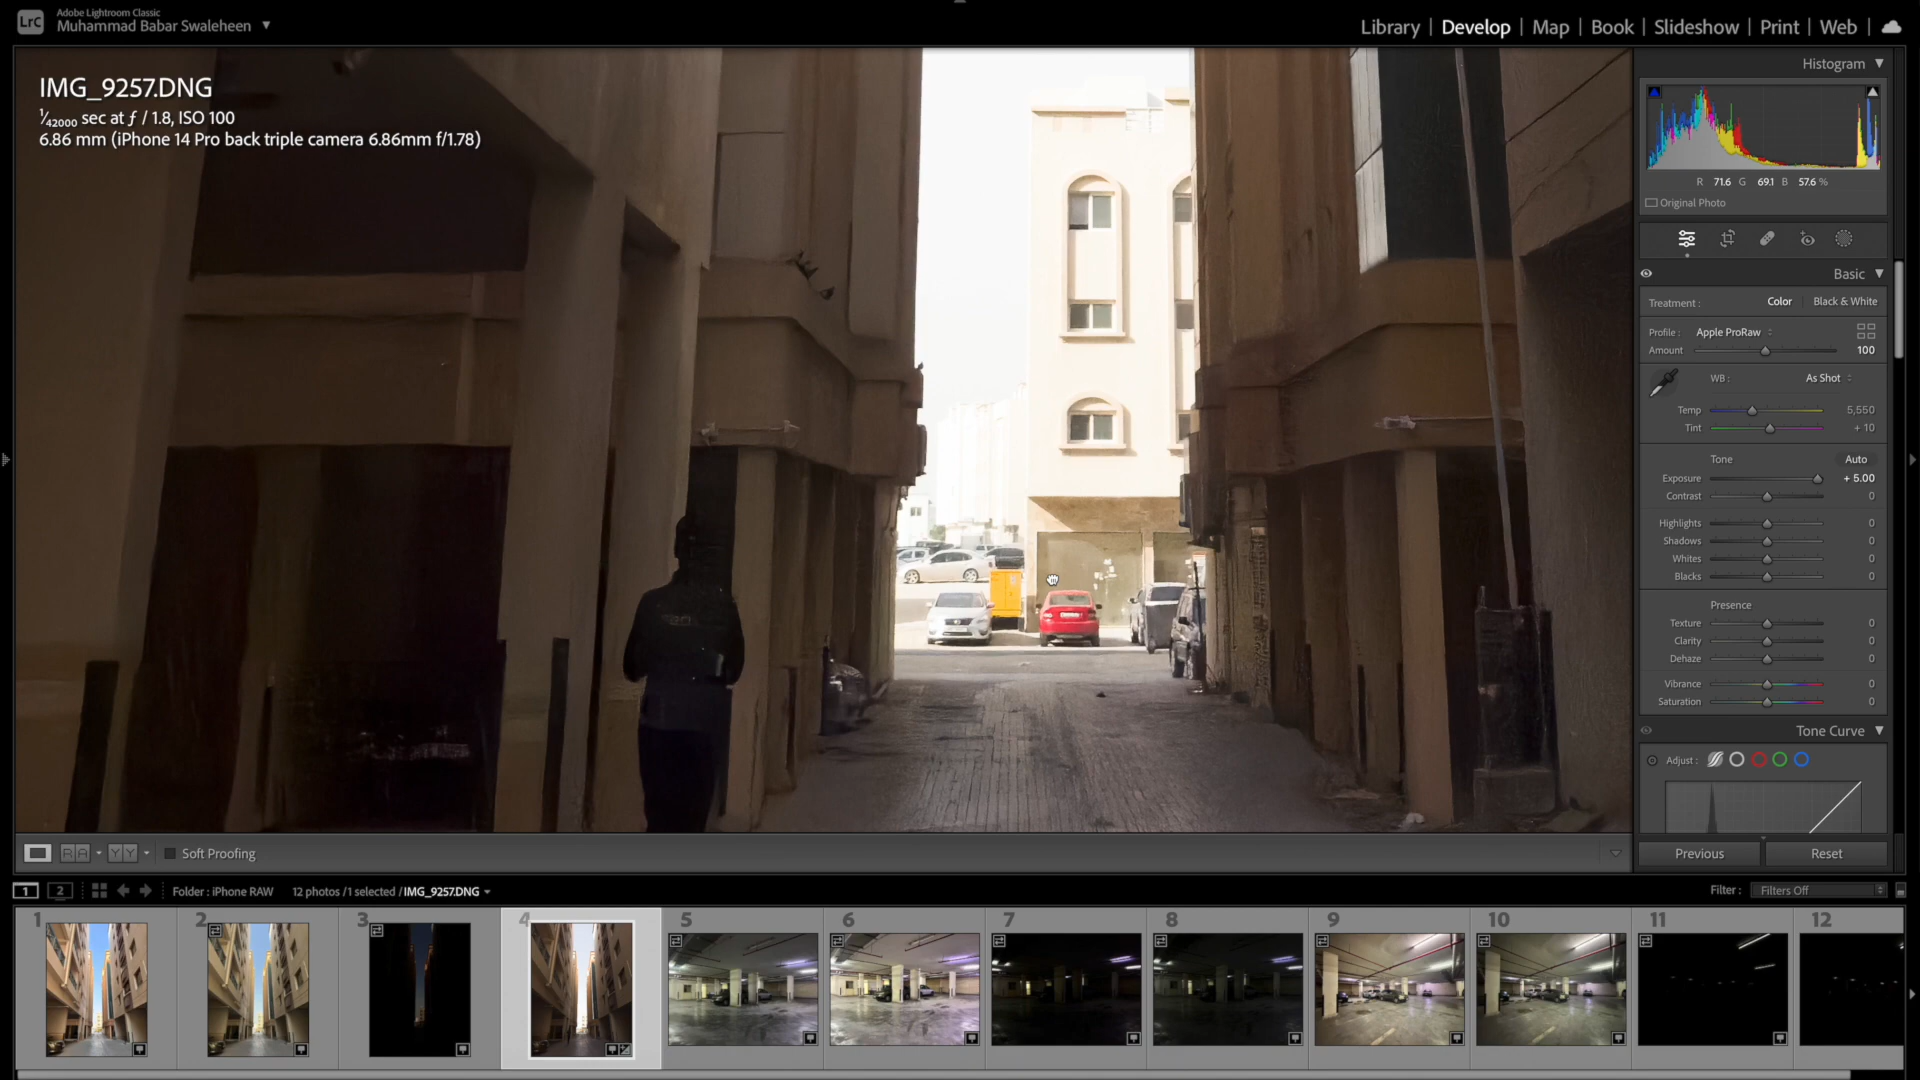 LrC
Adobe Lightroom Classic
Muhammad Babar Swaleheen
Library | Develop | Map | Book | Slideshow | Print | Web
IMG_9257.DNG
1/42000 sec at ƒ / 1.8, ISO 100
6.86 mm (iPhone 14 Pro back triple camera 6.86mm f/1.78)
Histogram
R 71.6 G 69.1 B 57.6 %
Original Photo
Basic
Treatment : Color Black & White
Profile : Apple ProRaw
Amount 100
WB : As Shot
Temp 5,550
Tint + 10
Tone Auto
Exposure + 5.00
Contrast 0
Highlights 0
Shadows 0
Whites 0
Blacks 0
Presence
Texture 0
Clarity 0
Dehaze 0
Vibrance 0
Saturation 0
Tone Curve
Adjust :
Previous Reset
R A Y Y Soft Proofing
1 2 Folder : iPhone RAW 12 photos /1 selected /IMG_9257.DNG
Filter : Filters Off
1 2 3 4 5 6 7 8 9 10 11 12